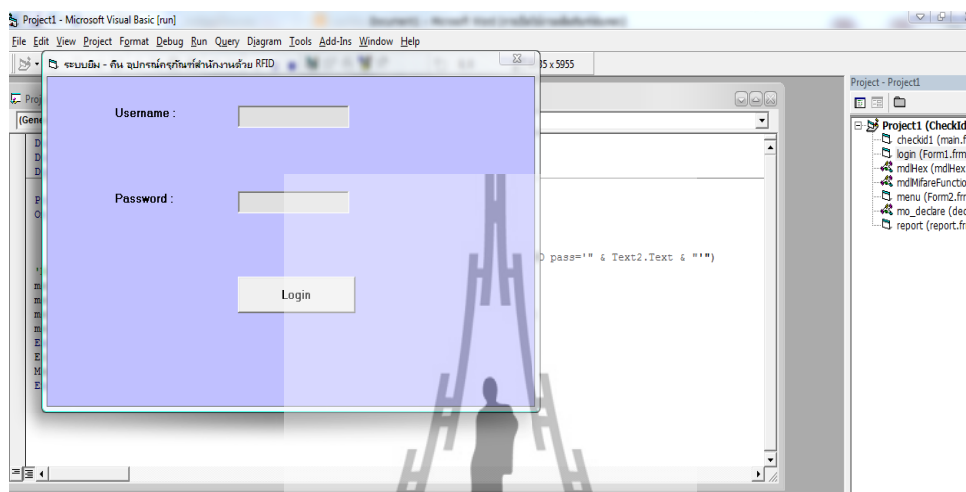 Project1 - Microsoft Visual Basic [run]
File Edit View Project Format Debug Run Query Diagram Tools Add-Ins Window Help
ระบบยืม - คืน อุปกรณ์ครุภัณฑ์สำนักงานด้วย RFID
x 5955
Username :
Password :
Login
pass='" & Text2.Text & "'")
Project - Project1
Project1 (CheckId
checkid1 (main.f
login (Form1.frm
mdlHex (mdlHex
mdlMifareFunctio
menu (Form2.frm
mo_declare (dec
report (report.fr